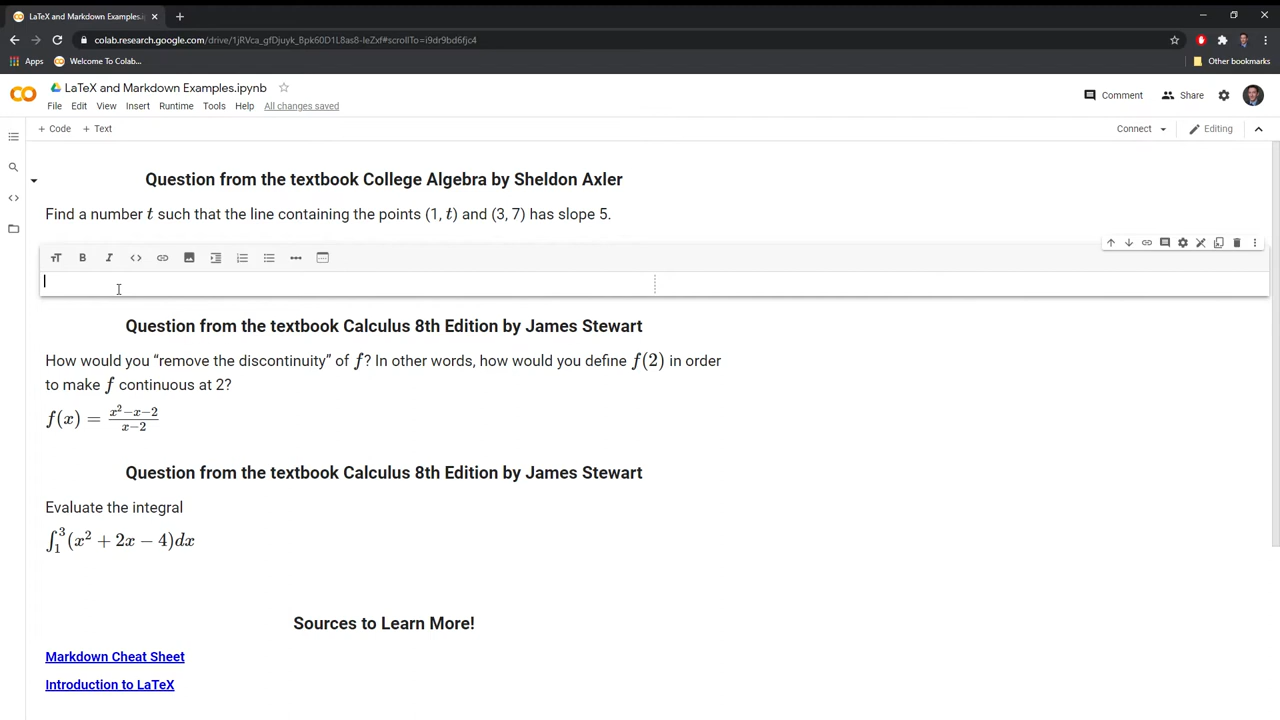 LaTeX and Markdown Examples.i
colab.research.google.com/drive/1jRVca_gfDjuyk_Bpk60D1L8as8-leZxf#scrollTo=i9dr9bd6fjc4
Apps Welcome To Colab... Other bookmarks
LaTeX and Markdown Examples.ipynb
File Edit View Insert Runtime Tools Help All changes saved
Comment Share
+ Code + Text Connect Editing
Question from the textbook College Algebra by Sheldon Axler
Find a number t such that the line containing the points (1, t) and (3, 7) has slope 5.
Question from the textbook Calculus 8th Edition by James Stewart
How would you “remove the discontinuity” of f? In other words, how would you define f(2) in order
to make f continuous at 2?
f(x) = \frac{x^2-x-2}{x-2}
Question from the textbook Calculus 8th Edition by James Stewart
Evaluate the integral
∫_1^3(x^2 + 2x − 4)dx
Sources to Learn More!
Markdown Cheat Sheet
Introduction to LaTeX